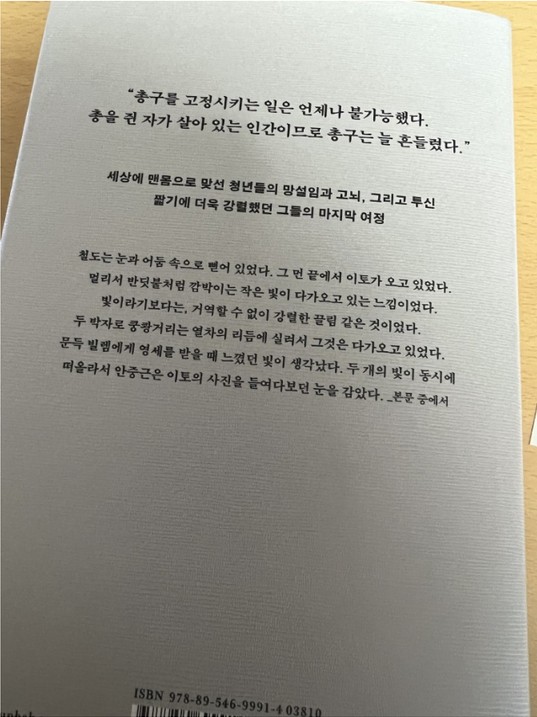 “총구를 고정시키는 일은 언제나 불가능했다.
총을 쥔 자가 살아 있는 인간이므로 총구는 늘 흔들렸다.”
세상에 맨몸으로 맞선 청년들의 망설임과 고뇌, 그리고 투신
짧기에 더욱 강렬했던 그들의 마지막 여정
철도는 눈과 어둠 속으로 뻗어 있었다. 그 먼 끝에서 이토가 오고 있었다.
멀리서 반딧불처럼 깜박이는 작은 빛이 다가오고 있는 느낌이었다.
빛이라기보다는, 거역할 수 없이 강렬한 끌림 같은 것이었다.
두 박자로 쿵쾅거리는 열차의 리듬에 실려서 그것은 다가오고 있었다.
문득 빌렘에게 영세를 받을 때 느꼈던 빛이 생각났다. 두 개의 빛이 동시에
떠올라서 안중근은 이토의 사진을 들여다보던 눈을 감았다. _본문 중에서
ISBN 978-89-546-9991-4 03810